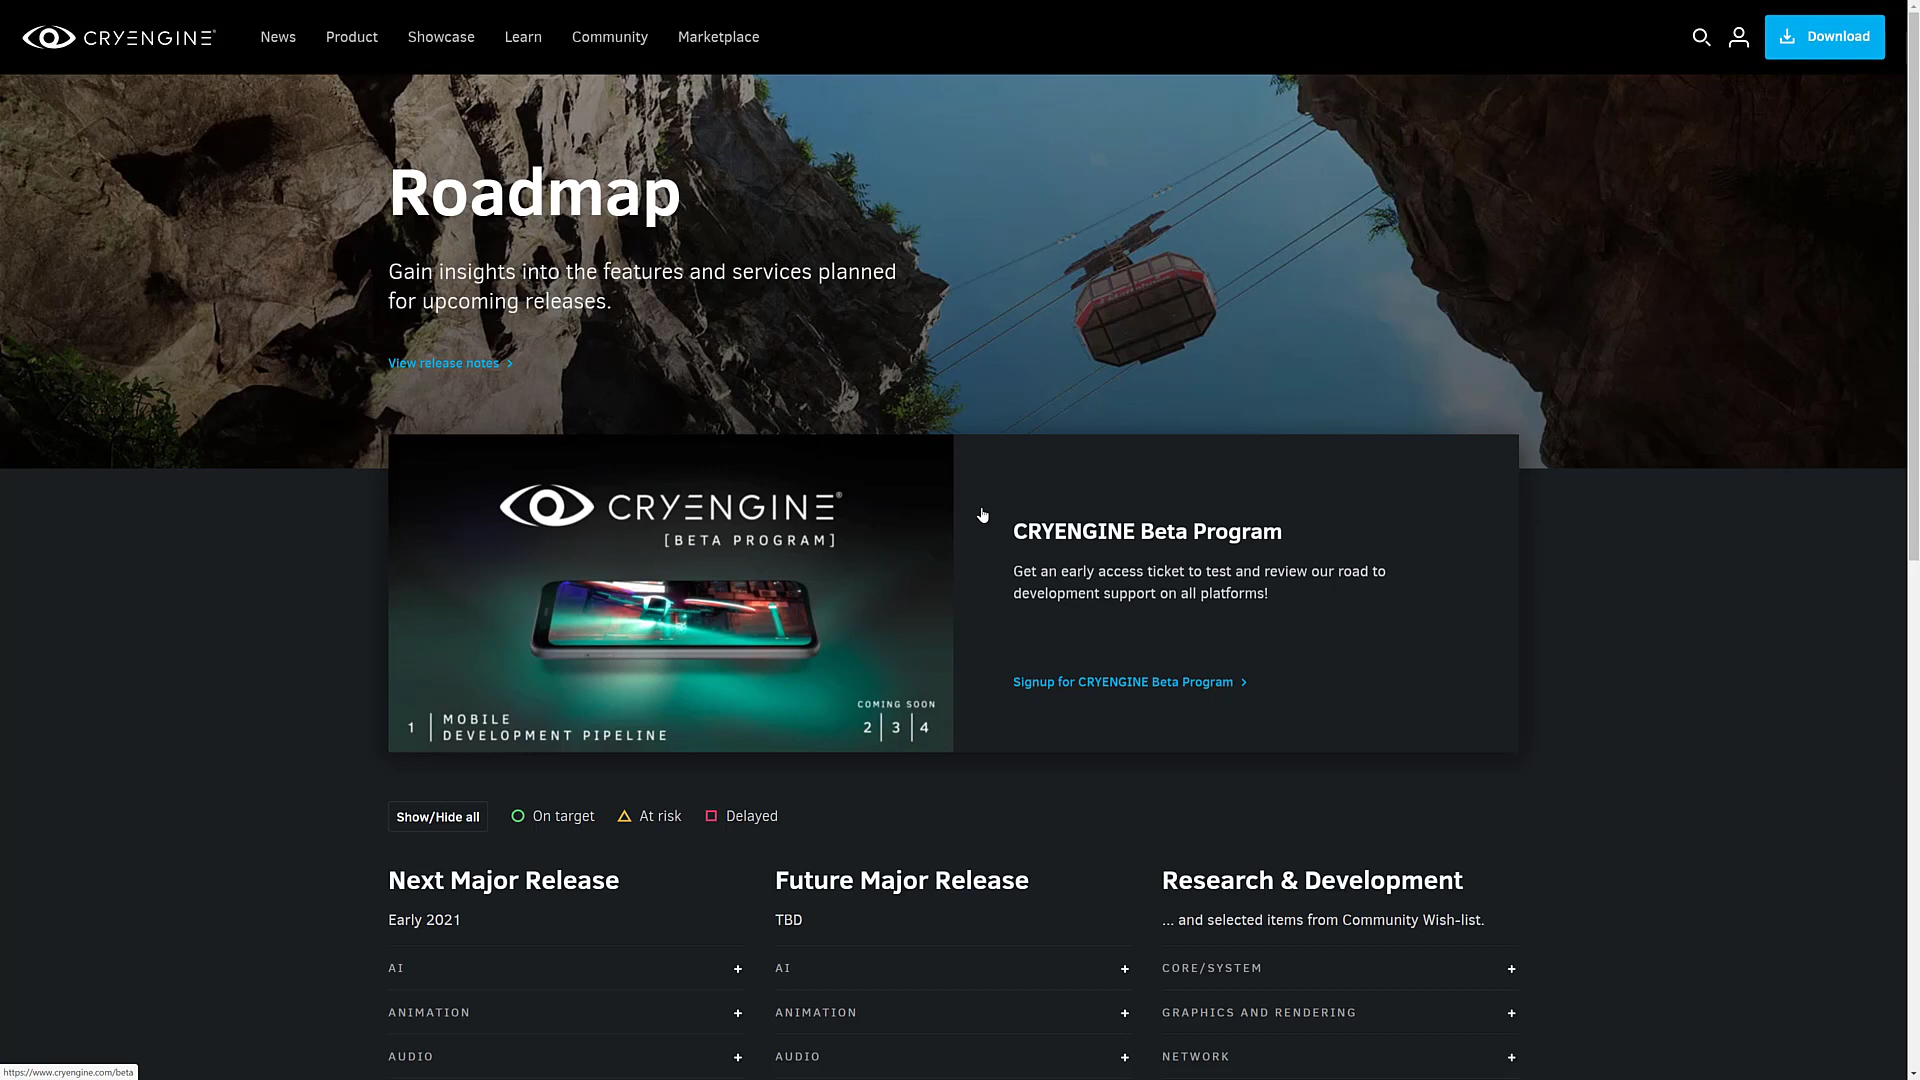 CRYENGINE®
News
Product
Showcase
Learn
Community
Marketplace
Download
Roadmap
Gain insights into the features and services planned
for upcoming releases.
View release notes
CRYENGINE®
[BETA PROGRAM]
1 | MOBILE
DEVELOPMENT PIPELINE
COMING SOON
2 | 3 | 4
CRYENGINE Beta Program
Get an early access ticket to test and review our road to
development support on all platforms!
Signup for CRYENGINE Beta Program
Show/Hide all
On target
At risk
Delayed
Next Major Release
Early 2021
AI +
ANIMATION +
AUDIO +
Future Major Release
TBD
AI +
ANIMATION +
AUDIO +
Research & Development
... and selected items from Community Wish-list.
CORE/SYSTEM +
GRAPHICS AND RENDERING +
NETWORK +
https://www.cryengine.com/beta